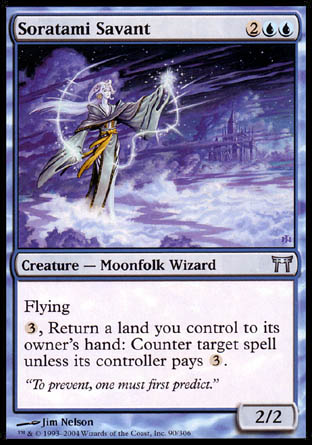 Soratami Savant 2
Creature — Moonfolk Wizard
Flying
3, Return a land you control to its
owner's hand: Counter target spell
unless its controller pays 3.
"To prevent, one must first predict."
Jim Nelson
™ & © 1993–2004 Wizards of the Coast, Inc. 90/306
2/2